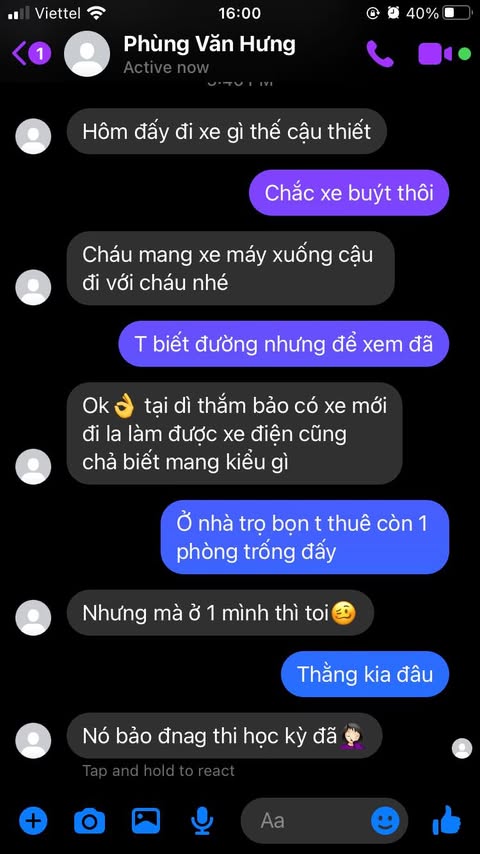 Viettel 16:00 40%
1 Phùng Văn Hưng
Active now
Hôm đấy đi xe gì thế cậu thiết
Chắc xe buýt thôi
Cháu mang xe máy xuống cậu
đi với cháu nhé
T biết đường nhưng để xem đã
Ok👌 tại dì thắm bảo có xe mới
đi la làm được xe điện cũng
chả biết mang kiểu gì
Ở nhà trọ bọn t thuê còn 1
phòng trống đấy
Nhưng mà ở 1 mình thì toi🥴
Thằng kia đâu
Nó bảo đnag thi học kỳ đã🤦🏻‍♀️
Tap and hold to react
Aa